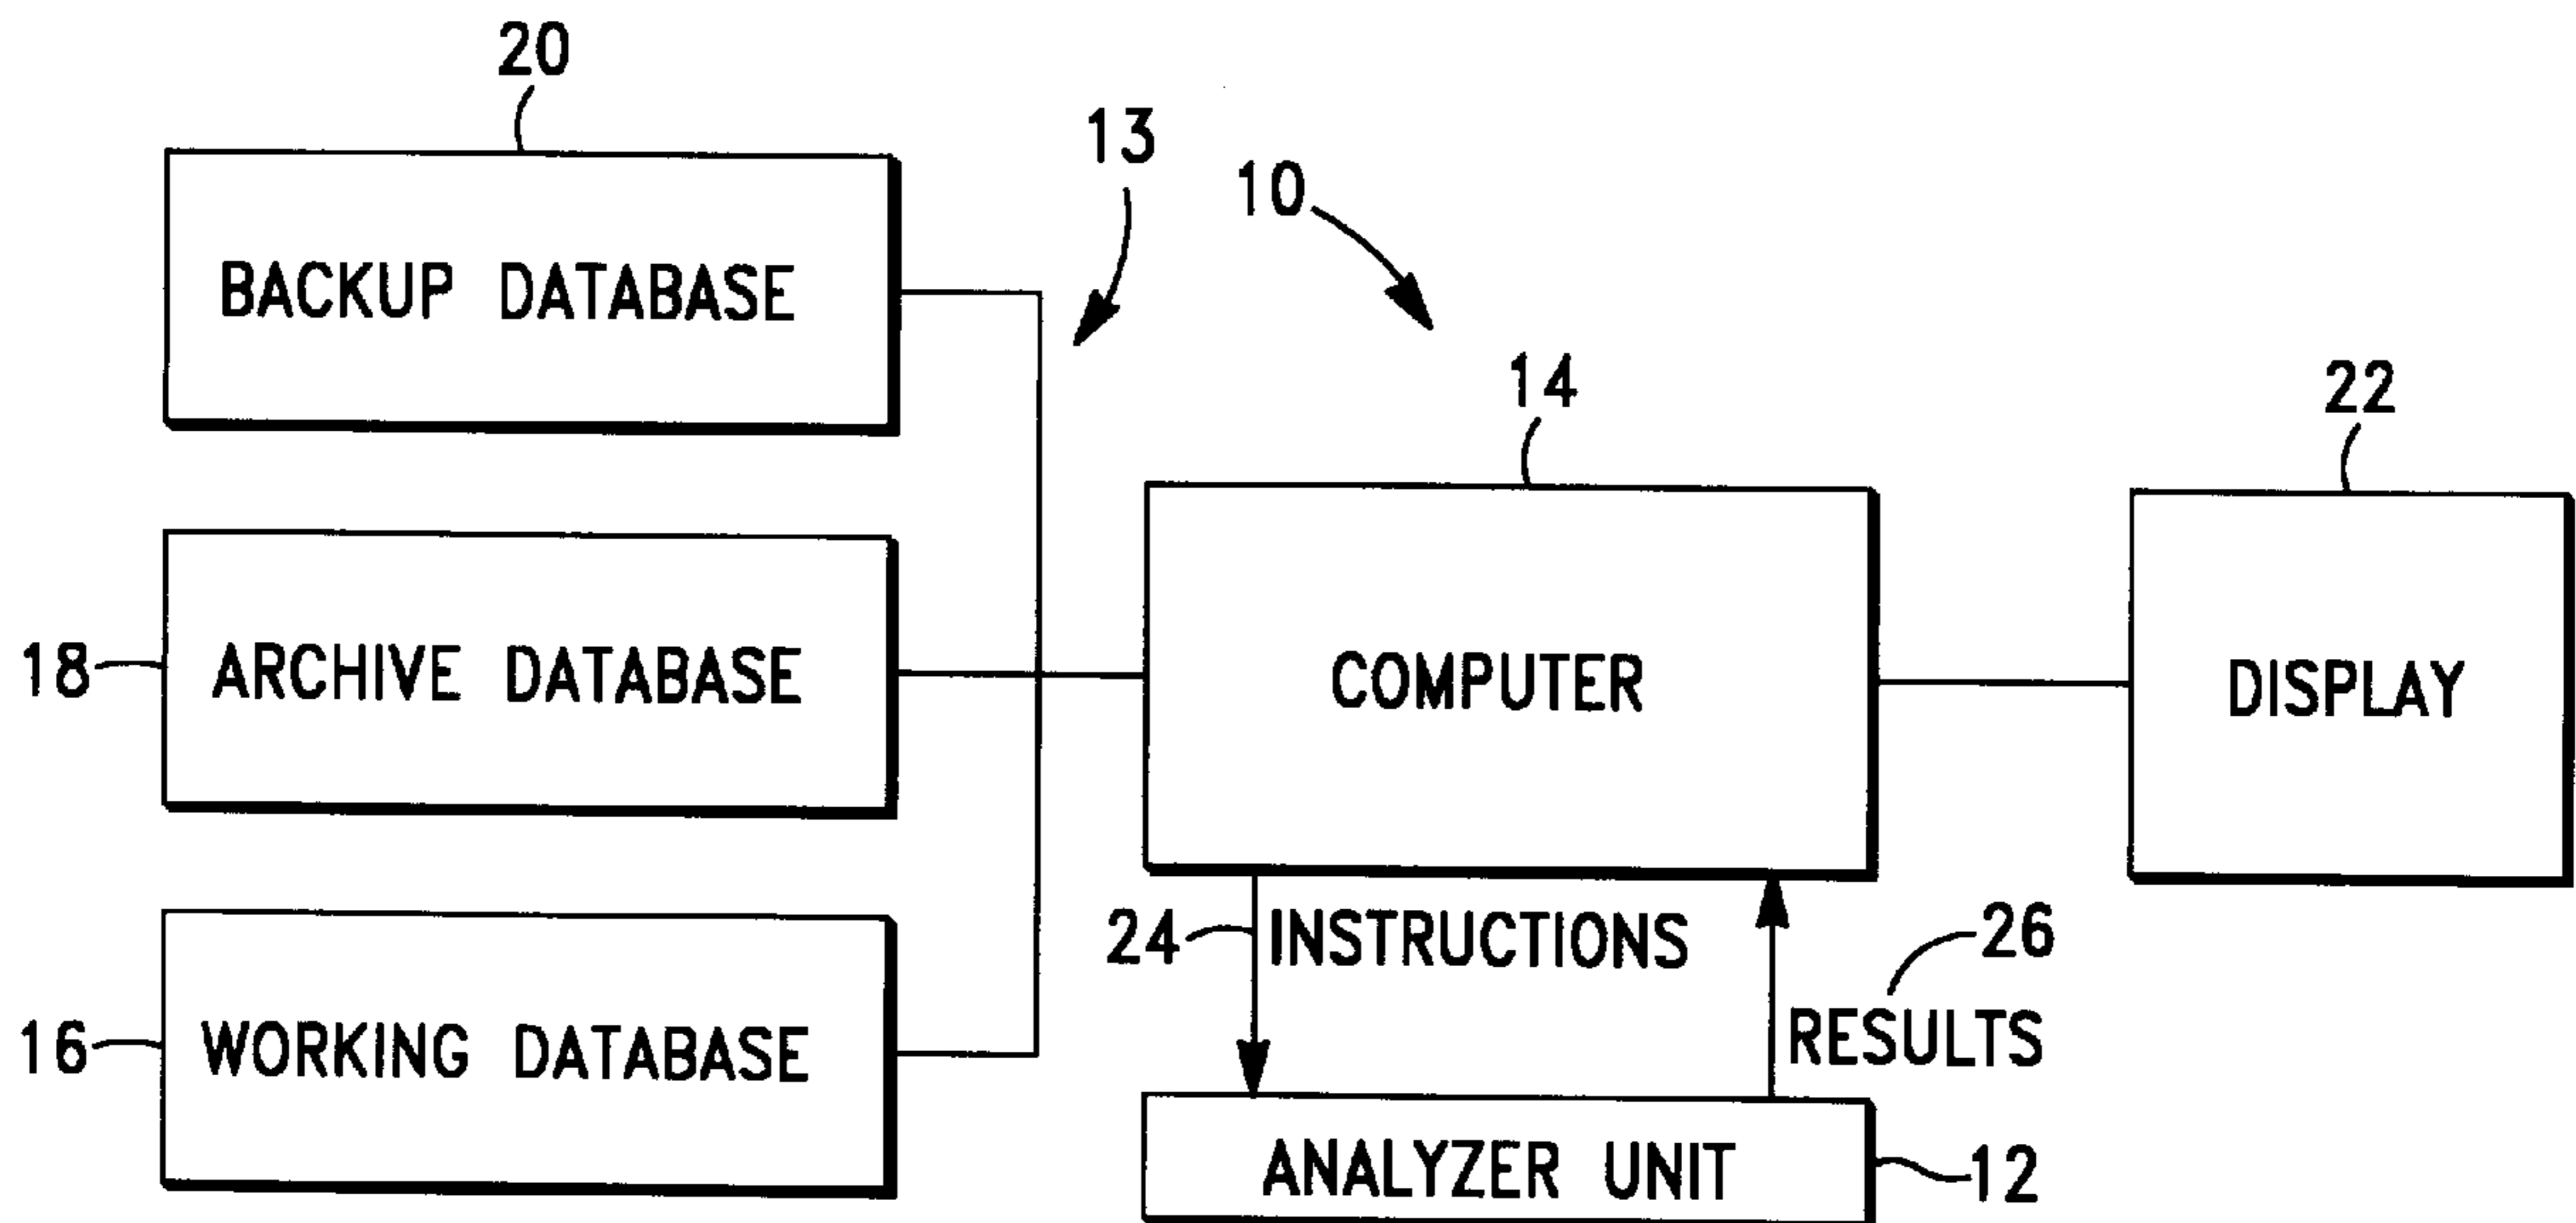 20
13
10
BACKUP DATABASE
14
22
18
ARCHIVE DATABASE
COMPUTER
DISPLAY
24
INSTRUCTIONS
26
RESULTS
16
WORKING DATABASE
ANALYZER UNIT
12